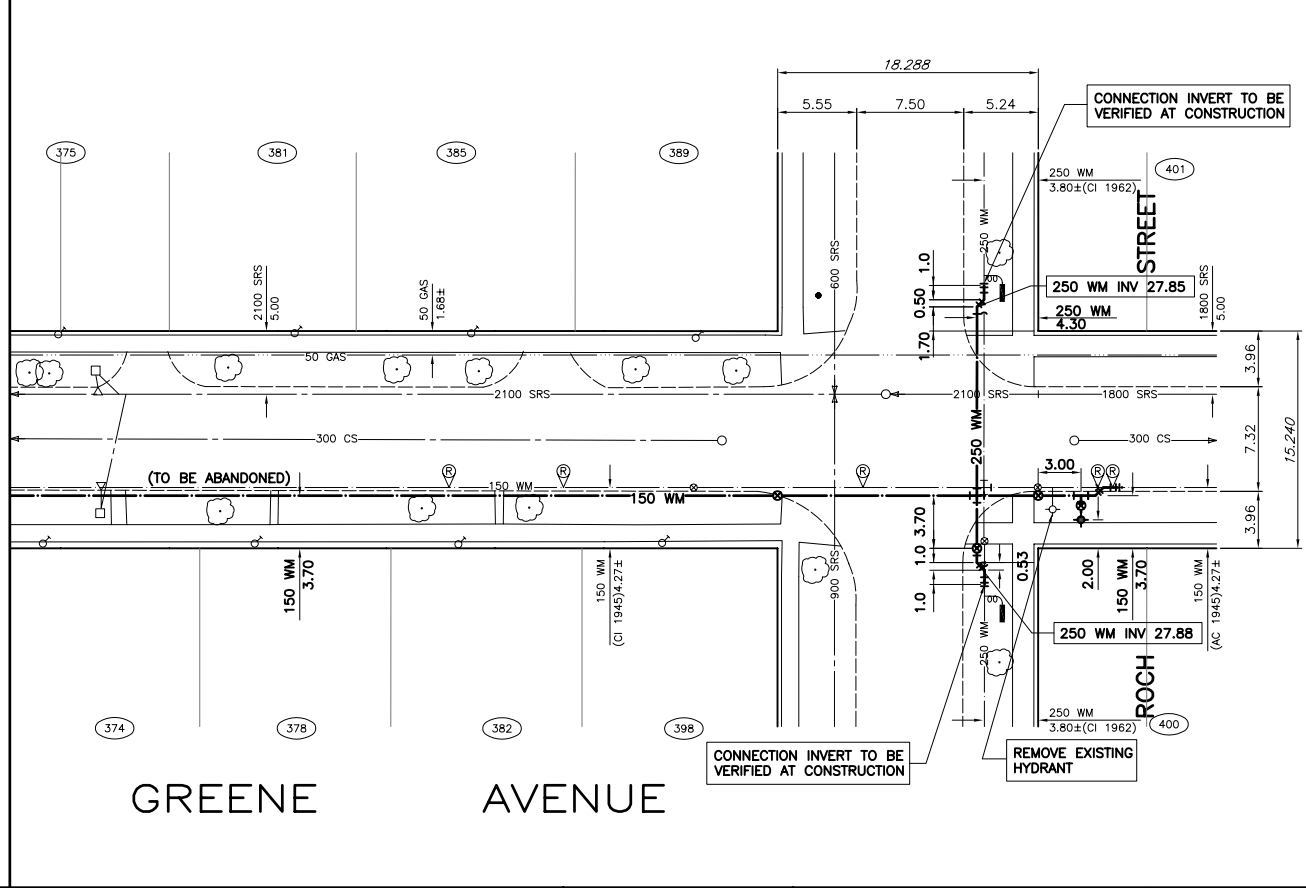 18.288
5.55
7.50
5.24
CONNECTION INVERT TO BE
VERIFIED AT CONSTRUCTION
375
381
385
389
401
250 WM
3.80±(CI 1962)
STREET
250 WM
600 SRS
2100 SRS
5.00
50 GAS
1.68±
1.0
0.50
1.70
250 WM INV 27.85
250 WM
4.30
1800 SRS
5.00
50 GAS
3.96
2100 SRS
2100 SRS
1800 SRS
7.32
15.240
300 CS
300 CS
250 WM
3.00
(TO BE ABANDONED)
R
R
R
R
R
150 WM
150 WM
3.70
3.96
1.0
0.53
1.0
2.00
150 WM
3.70
150 WM
(CI 1945)4.27±
900 SRS
150 WM
3.70
150 WM
(AC 1945)4.27±
250 WM INV 27.88
250 WM
ROCH
250 WM
3.80±(CI 1962)
400
374
378
382
398
CONNECTION INVERT TO BE
VERIFIED AT CONSTRUCTION
REMOVE EXISTING
HYDRANT
GREENE AVENUE